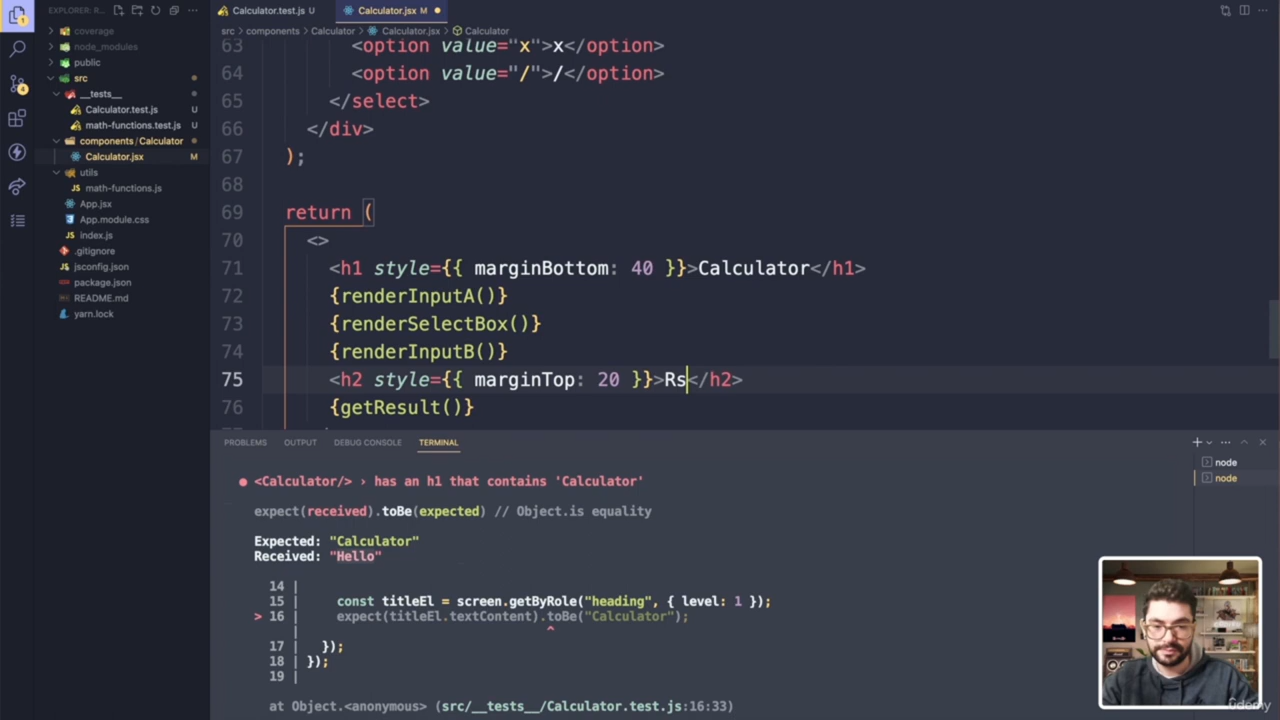 EXPLORER: R...
Calculator.test.js U
Calculator.jsx M
src > components > Calculator > Calculator.jsx > Calculator
coverage
node_modules
public
src
__tests__
Calculator.test.js U
math-functions.test.js U
components / Calculator
Calculator.jsx M
utils
math-functions.js
App.jsx
App.module.css
index.js
.gitignore
jsconfig.json
package.json
README.md
yarn.lock
1
4
63 <option value="x">x</option>
64 <option value="/">/</option>
65 </select>
66 </div>
67 );
68
69 return (
70 <>
71 <h1 style={{ marginBottom: 40 }}>Calculator</h1>
72 {renderInputA()}
73 {renderSelectBox()}
74 {renderInputB()}
75 <h2 style={{ marginTop: 20 }}>Rs</h2>
76 {getResult()}
PROBLEMS OUTPUT DEBUG CONSOLE TERMINAL
node
node
● <Calculator/> › has an h1 that contains 'Calculator'
expect(received).toBe(expected) // Object.is equality
Expected: "Calculator"
Received: "Hello"
14 |
15 | const titleEl = screen.getByRole("heading", { level: 1 });
> 16 | expect(titleEl.textContent).toBe("Calculator");
| ^
17 | });
18 | });
19 |
at Object.<anonymous> (src/__tests__/Calculator.test.js:16:33)
ûdemy